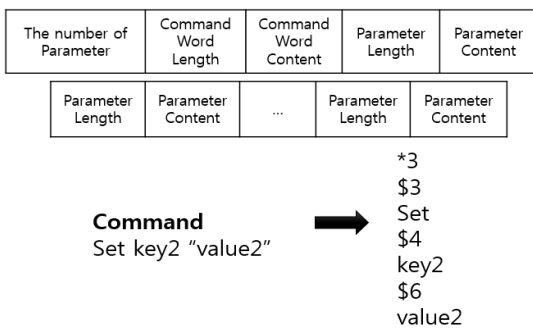 The number of
Parameter
Command
Word
Length
Command
Word
Content
Parameter
Length
Parameter
Content
Parameter
Length
Parameter
Content
...
Parameter
Length
Parameter
Content
Command
Set key2 “value2”
*3
$3
Set
$4
key2
$6
value2